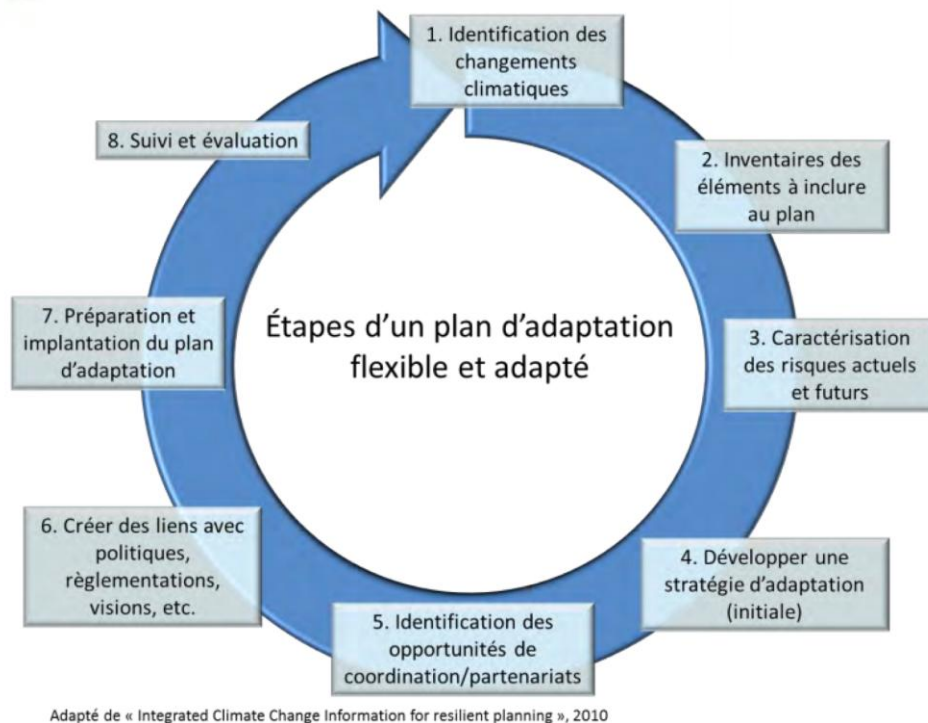 1. Identification des
changements
climatiques
2. Inventaires des
éléments à inclure
au plan
3. Caractérisation
des risques actuels
et futurs
4. Développer une
stratégie d’adaptation
(initiale)
5. Identification des
opportunités de
coordination/partenariats
6. Créer des liens avec
politiques,
règlementations,
visions, etc.
7. Préparation et
implantation du plan
d’adaptation
8. Suivi et évaluation
Étapes d’un plan d’adaptation
flexible et adapté
Adapté de « Integrated Climate Change Information for resilient planning », 2010